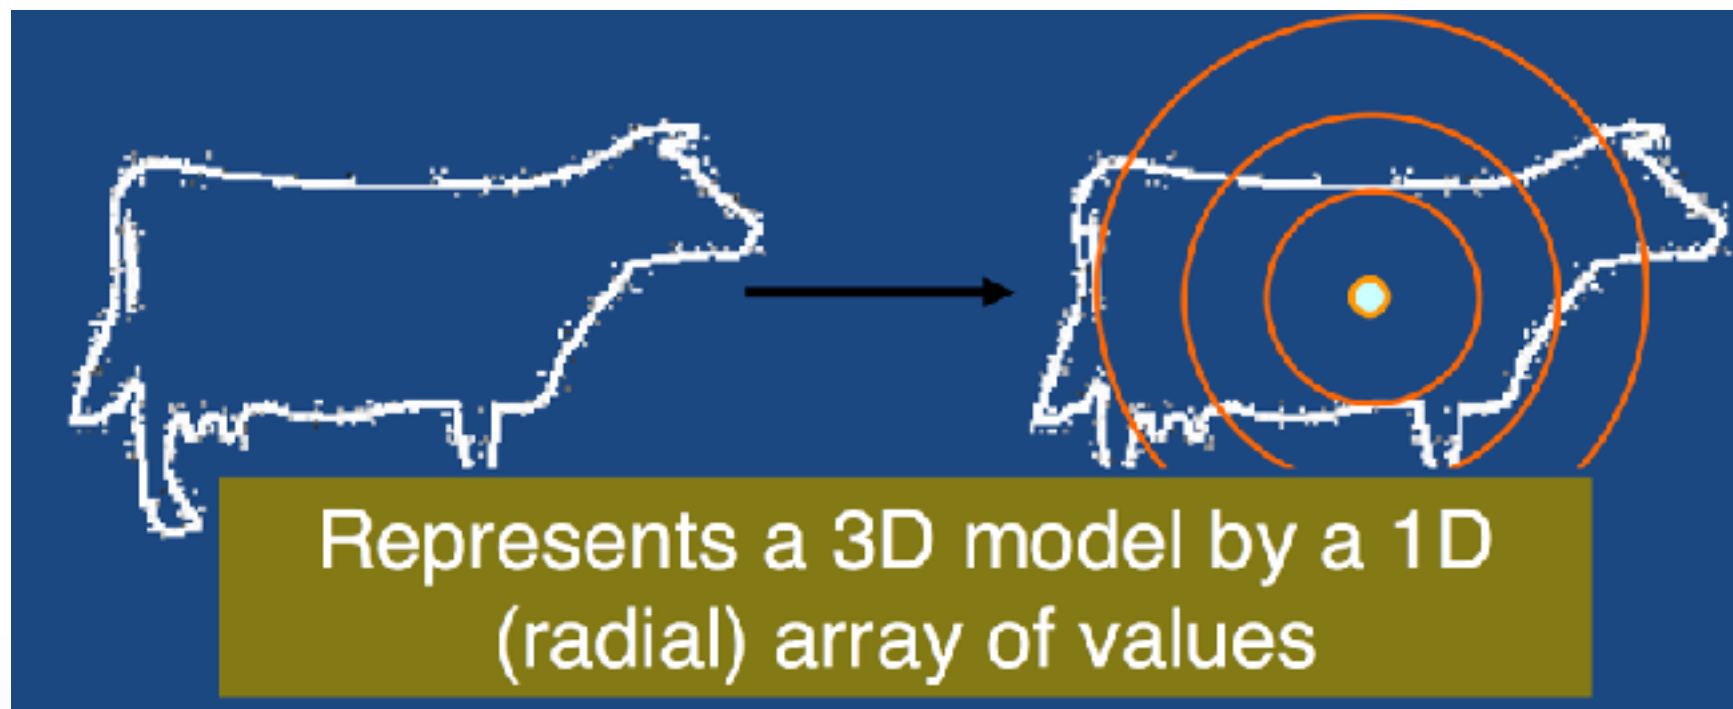 Represents a 3D model by a 1D
(radial) array of values